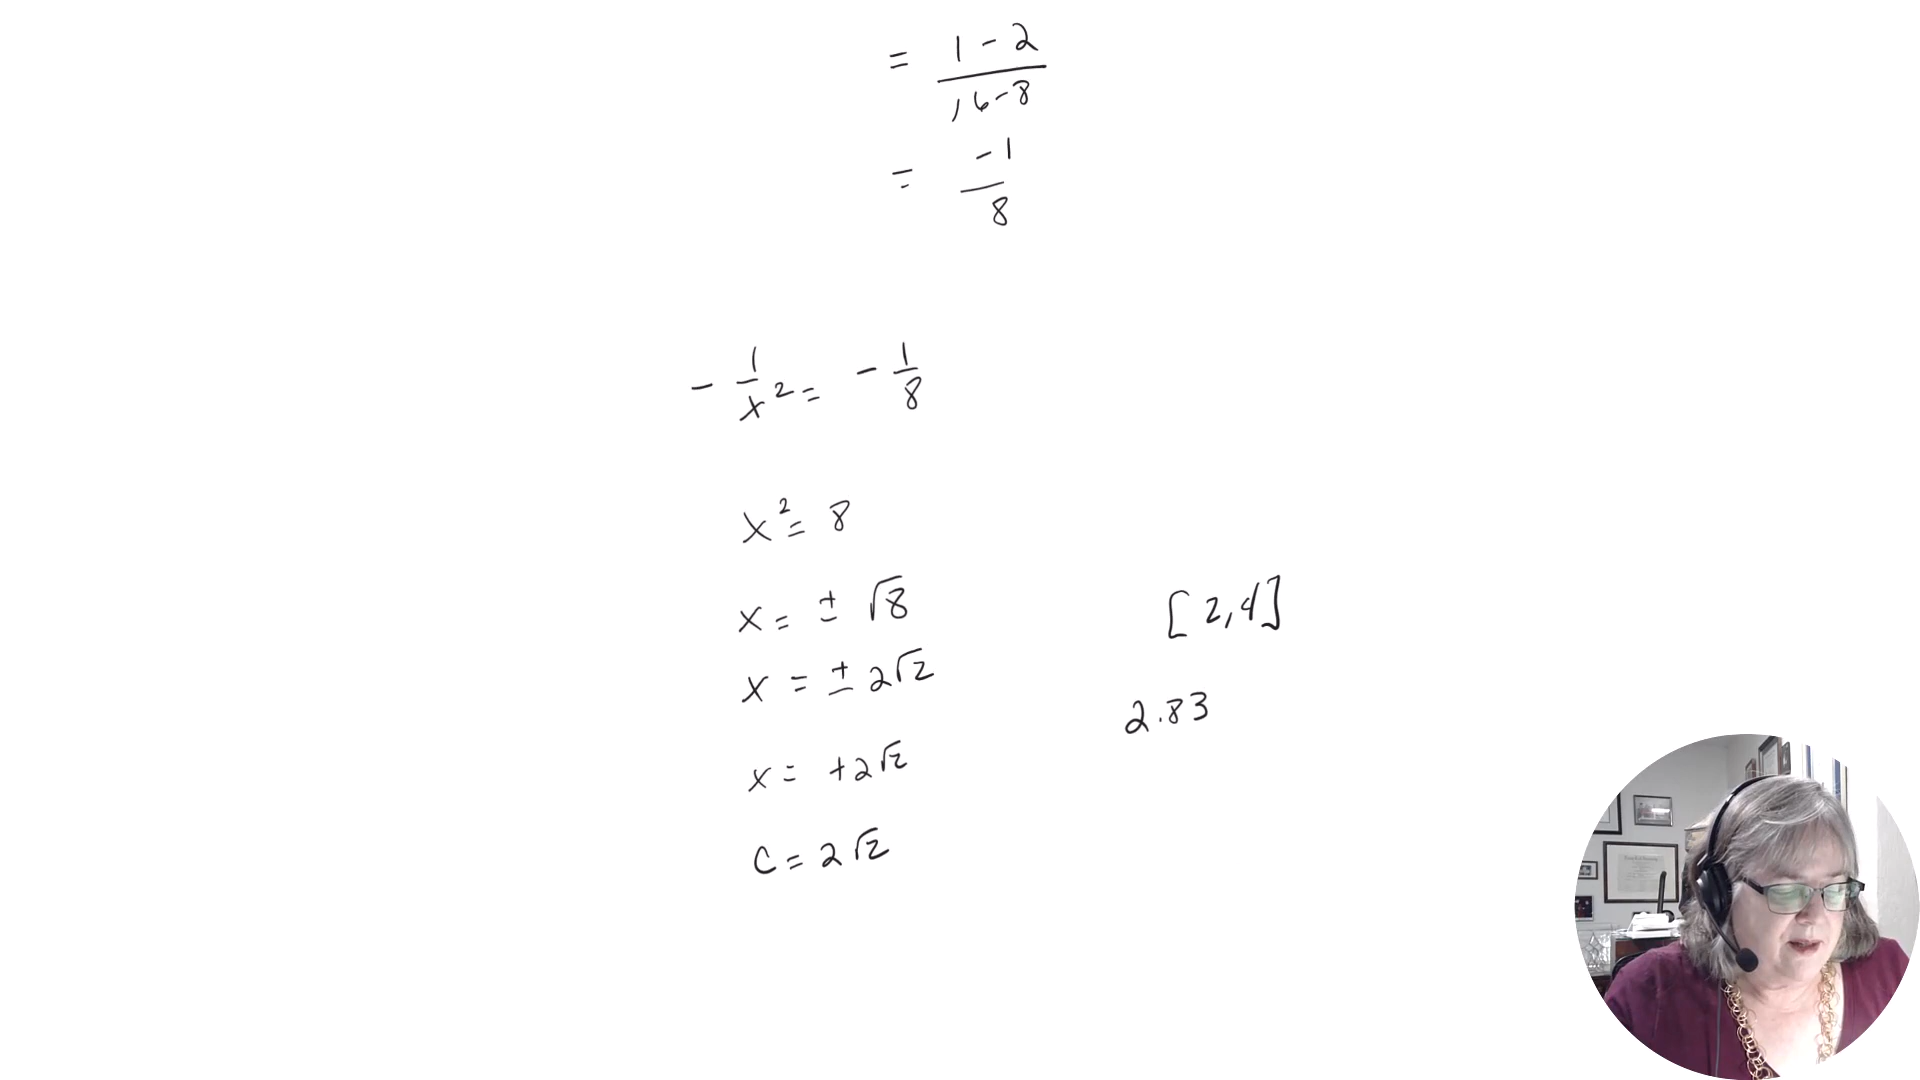 = 1 - 2 / 16 - 8
= -1 / 8
- 1/x² = - 1/8
x² = 8
x = ± √8
[2,4]
x = ± 2√2
2.83
x = +2√2
c = 2√2